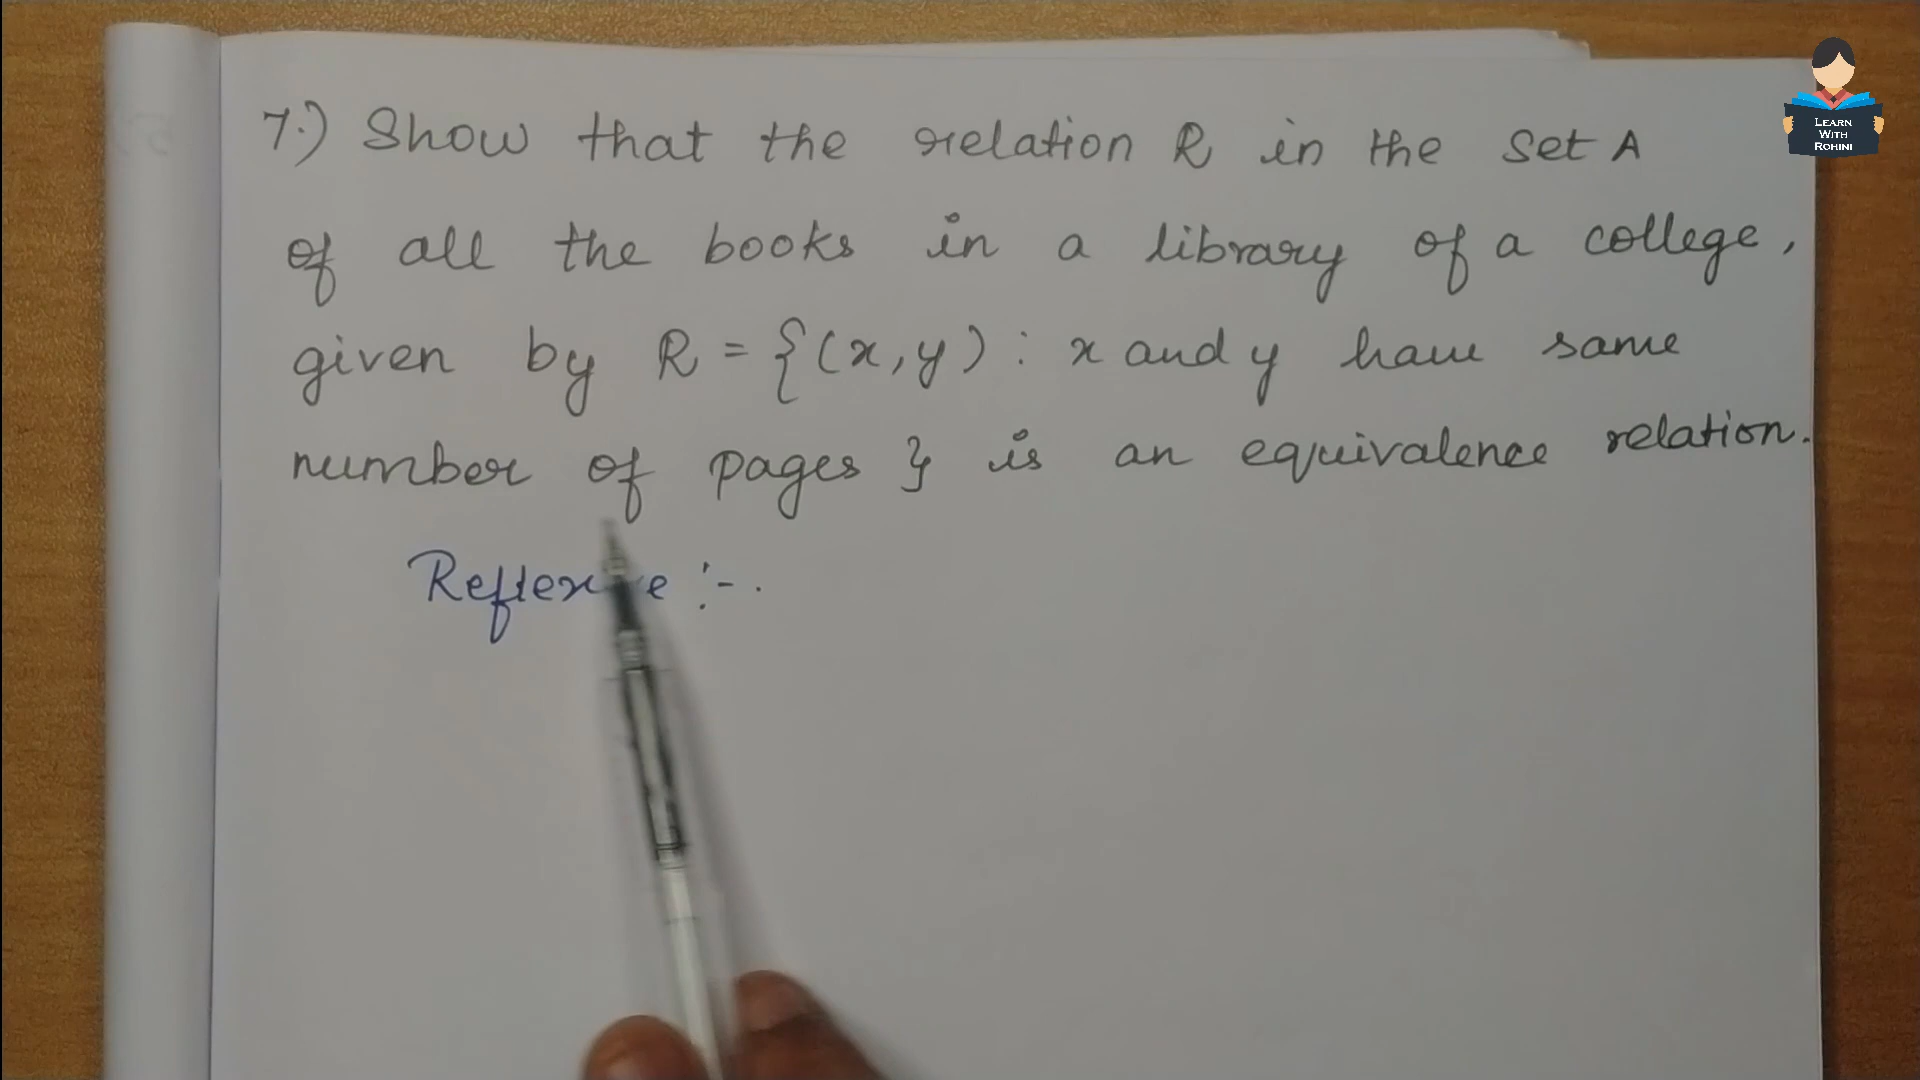 7.) Show that the relation R in the set A
of all the books in a library of a college,
given by R = {(x, y) : x and y have same
number of pages } is an equivalence relation.
Reflexive :- .
LEARN
WITH
ROHINI